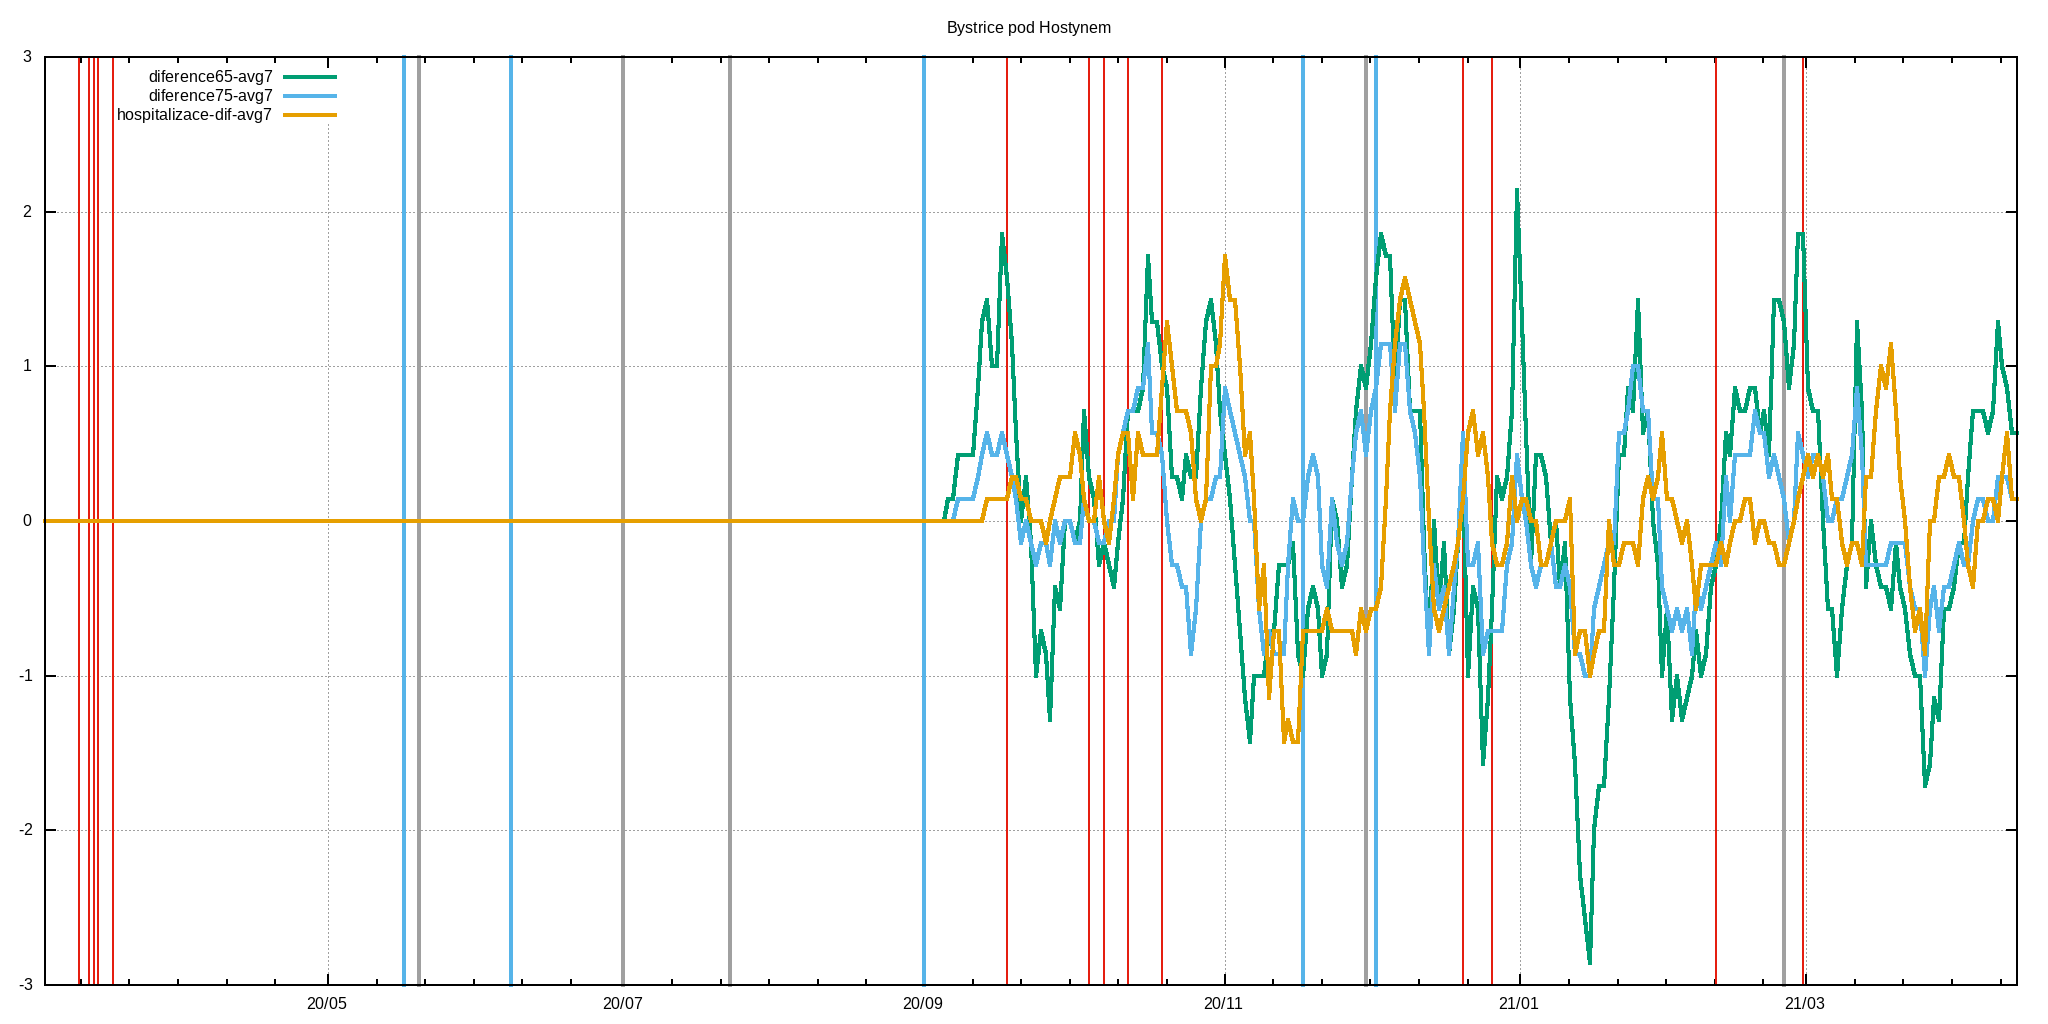 Bystrice pod Hostynem
3
2
1
0
-1
-2
-3
diference65-avg7
diference75-avg7
hospitalizace-dif-avg7
20/05 20/07 20/09 20/11 21/01 21/03